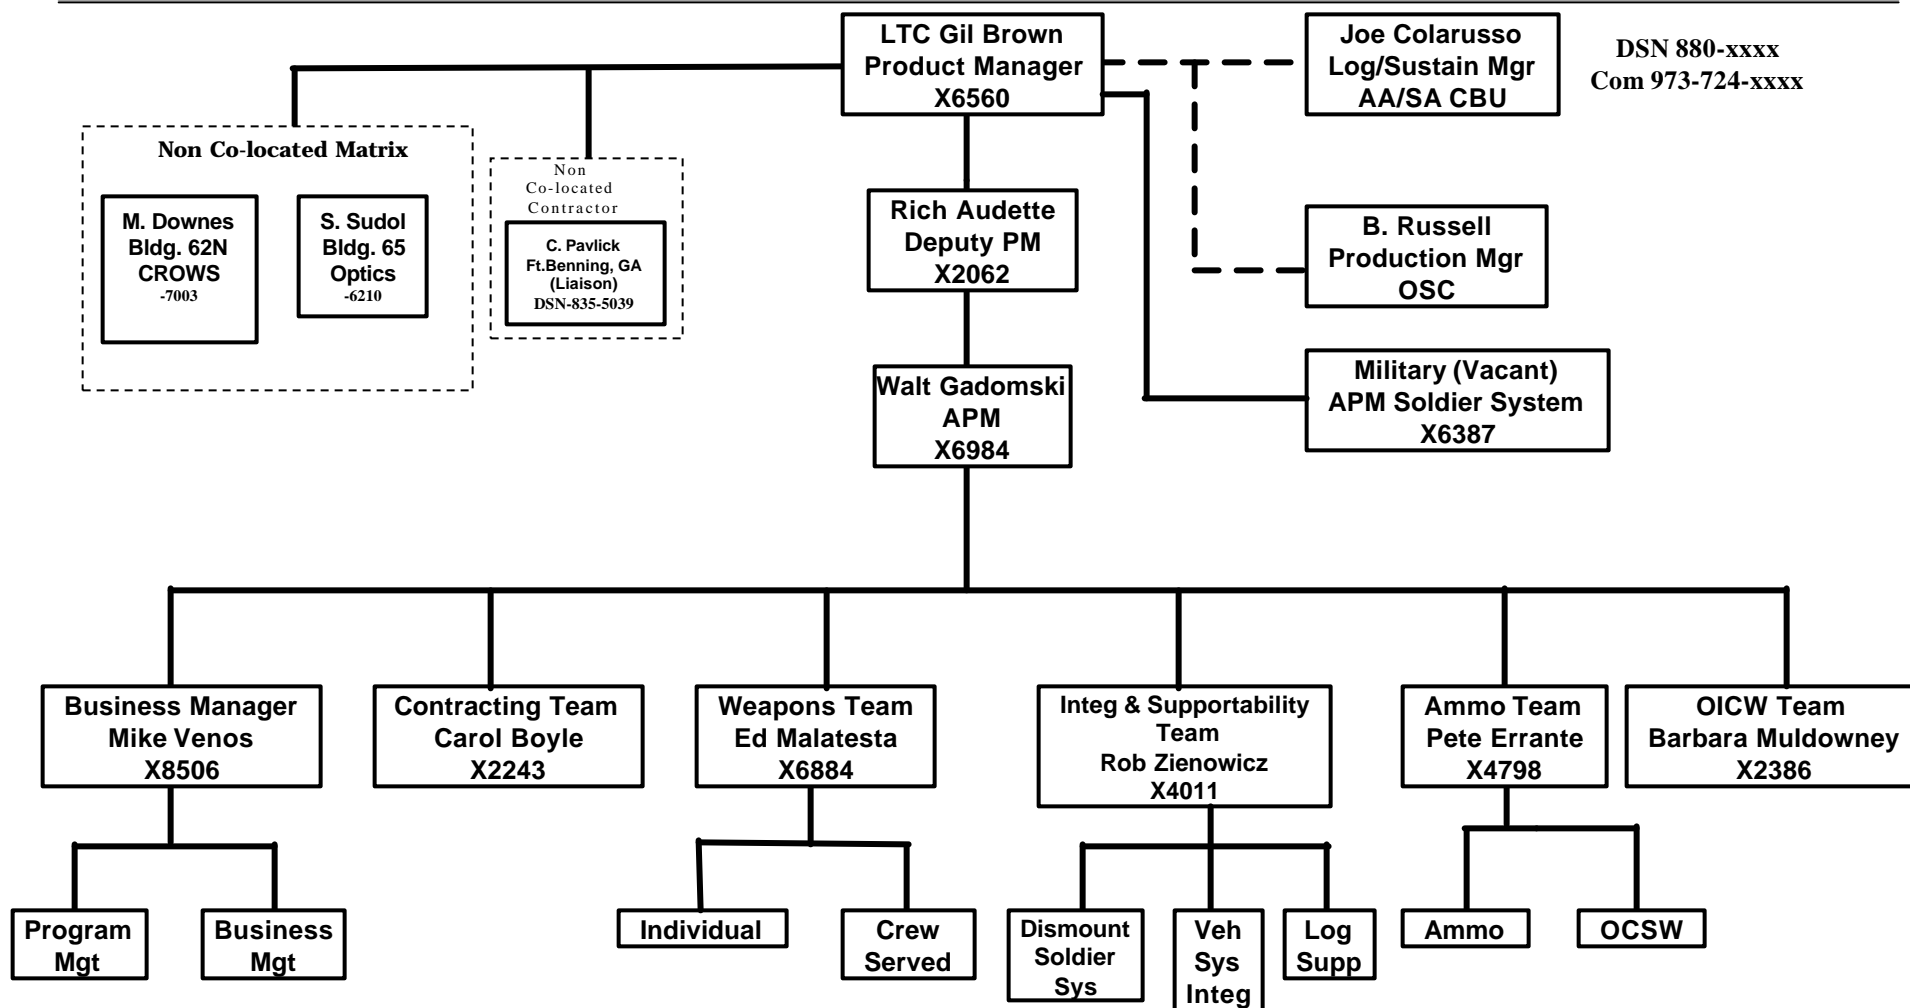 LTC Gil Brown
Product Manager
X6560
Joe Colarusso
Log/Sustain Mgr
AA/SA CBU
DSN 880-xxxx
Com 973-724-xxxx
Non Co-located Matrix
M. Downes
Bldg. 62N
CROWS
-7003
S. Sudol
Bldg. 65
Optics
-6210
Non
Co-located
Contractor
C. Pavlick
Ft.Benning, GA
(Liaison)
DSN-835-5039
Rich Audette
Deputy PM
X2062
B. Russell
Production Mgr
OSC
Military (Vacant)
APM Soldier System
X6387
Walt Gadomski
APM
X6984
Business Manager
Mike Venos
X8506
Contracting Team
Carol Boyle
X2243
Weapons Team
Ed Malatesta
X6884
Integ & Supportability
Team
Rob Zienowicz
X4011
Ammo Team
Pete Errante
X4798
OICW Team
Barbara Muldowney
X2386
Program
Mgt
Business
Mgt
Individual
Crew
Served
Dismount
Soldier
Sys
Veh
Sys
Integ
Log
Supp
Ammo
OCSW